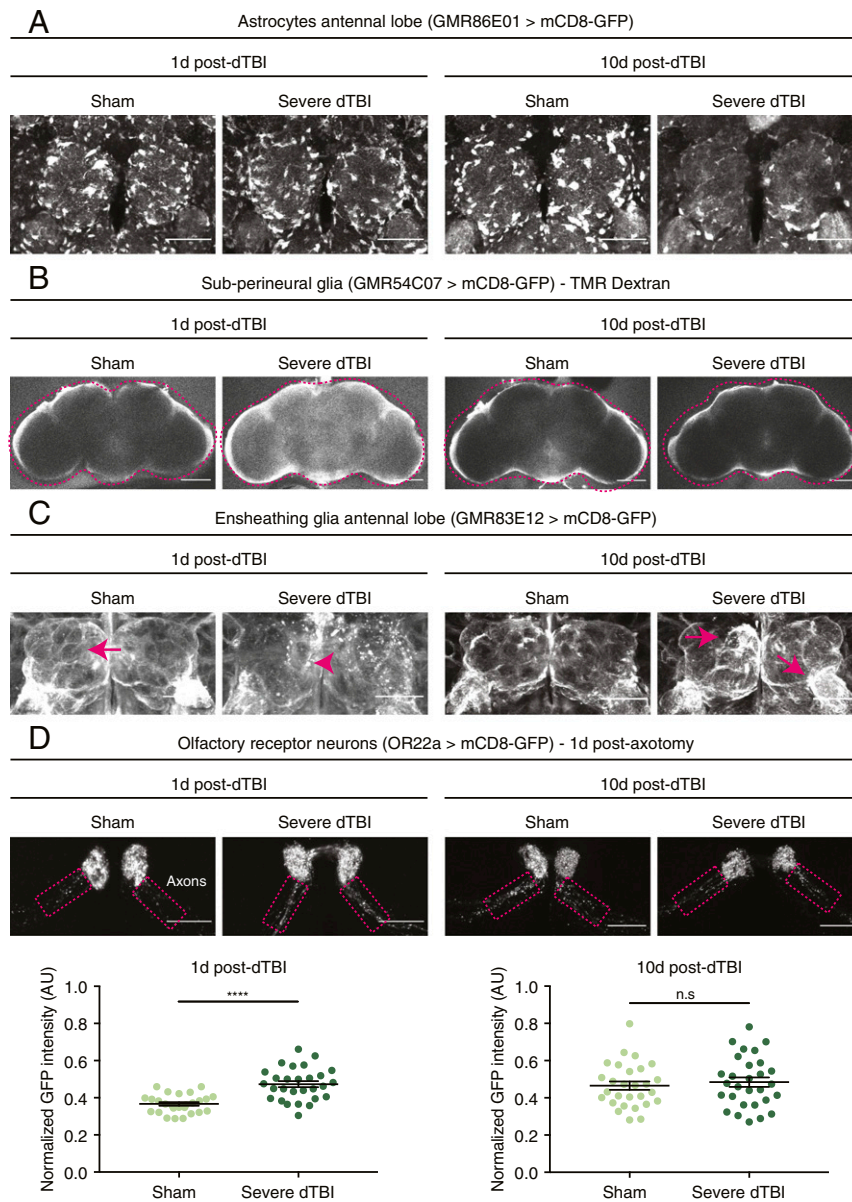 A
Astrocytes antennal lobe (GMR86E01 > mCD8-GFP)
1d post-dTBI
10d post-dTBI
Sham
Severe dTBI
Sham
Severe dTBI
B
Sub-perineural glia (GMR54C07 > mCD8-GFP) - TMR Dextran
1d post-dTBI
10d post-dTBI
Sham
Severe dTBI
Sham
Severe dTBI
C
Ensheathing glia antennal lobe (GMR83E12 > mCD8-GFP)
1d post-dTBI
10d post-dTBI
Sham
Severe dTBI
Sham
Severe dTBI
D
Olfactory receptor neurons (OR22a > mCD8-GFP) - 1d post-axotomy
1d post-dTBI
10d post-dTBI
Sham
Severe dTBI
Sham
Severe dTBI
Axons
1d post-dTBI
Normalized GFP intensity (AU)
1.0
0.8
0.6
0.4
0.2
0.0
****
Sham
Severe dTBI
10d post-dTBI
Normalized GFP intensity (AU)
1.0
0.8
0.6
0.4
0.2
0.0
n.s
Sham
Severe dTBI